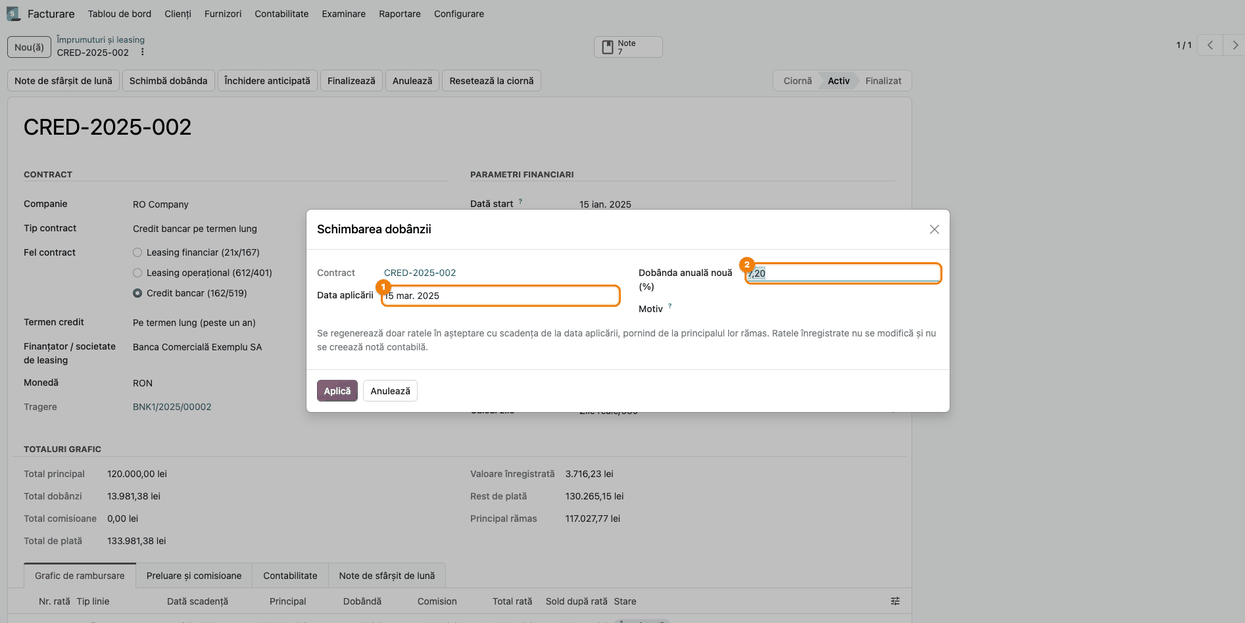 Facturare Tablou de bord Clienți Furnizori Contabilitate Examinare Raportare Configurare
Nou(ă) Împrumuturi și leasing
CRED-2025-002
Note
7
1 / 1
Note de sfârșit de lună Schimbă dobânda Închidere anticipată Finalizează Anulează Resetează la ciornă Ciornă Activ Finalizat
CRED-2025-002
CONTRACT PARAMETRI FINANCIARI
Companie RO Company Dată start ? 15 ian. 2025
Tip contract Credit bancar pe termen lung
Fel contract Leasing financiar (21x/167)
Leasing operațional (612/401)
Credit bancar (162/519)
Termen credit Pe termen lung (peste un an)
Finanțator / societate de leasing Banca Comercială Exemplu SA
Monedă RON
Tragere BNK1/2025/00002
Schimbarea dobânzii
Contract CRED-2025-002 Dobânda anuală nouă (%) 2 7,20
Data aplicării 1 15 mar. 2025
Motiv ?
Se regenerează doar ratele în așteptare cu scadența de la data aplicării, pornind de la principalul lor rămas. Ratele înregistrate nu se modifică și nu
se creează notă contabilă.
Aplică Anulează
TOTALURI GRAFIC
Total principal 120.000,00 lei Valoare înregistrată 3.716,23 lei
Total dobânzi 13.981,38 lei Rest de plată 130.265,15 lei
Total comisioane 0,00 lei Principal rămas 117.027,77 lei
Total de plată 133.981,38 lei
Grafic de rambursare Preluare și comisioane Contabilitate Note de sfârșit de lună
Nr. rată Tip linie Dată scadență Principal Dobândă Comision Total rată Sold după rată Stare